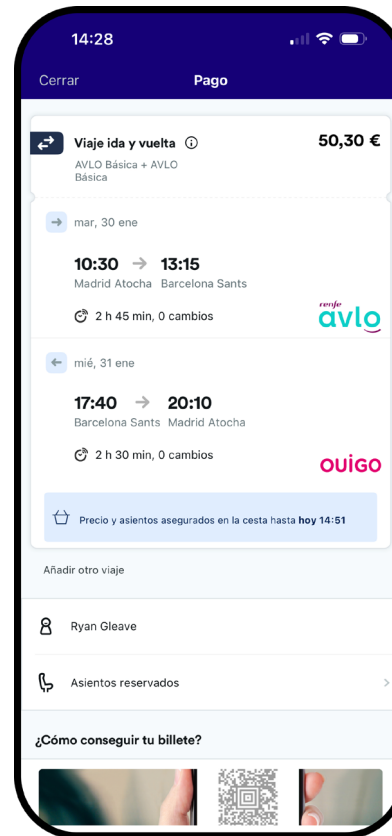 14:28
Cerrar Pago
Viaje ida y vuelta 50,30 €
AVLO Básica + AVLO
Básica
mar, 30 ene
10:30 → 13:15
Madrid Atocha Barcelona Sants
2 h 45 min, 0 cambios
renfe
avlo
mié, 31 ene
17:40 → 20:10
Barcelona Sants Madrid Atocha
2 h 30 min, 0 cambios
OUIGO
Precio y asientos asegurados en la cesta hasta hoy 14:51
Añadir otro viaje
Ryan Gleave
Asientos reservados
¿Cómo conseguir tu billete?